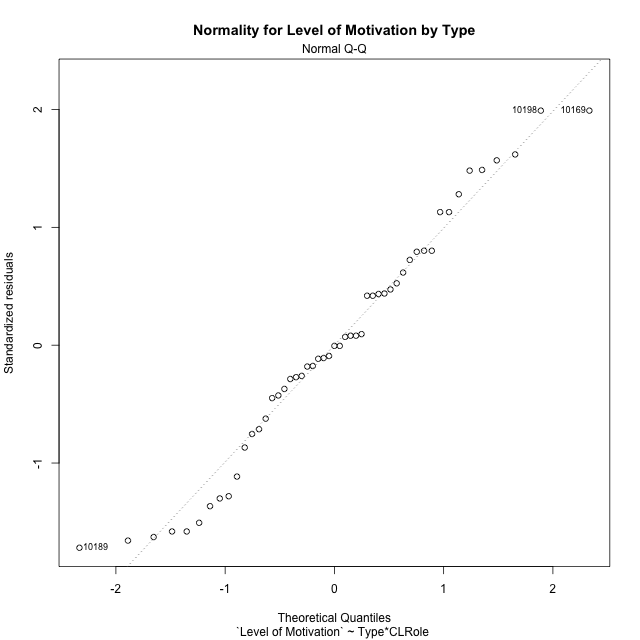 Normality for Level of Motivation by Type
Normal Q-Q
Standardized residuals
2
1
0
-1
10198
10169
10189
-2 -1 0 1 2
Theoretical Quantiles
`Level of Motivation` ~ Type*CLRole